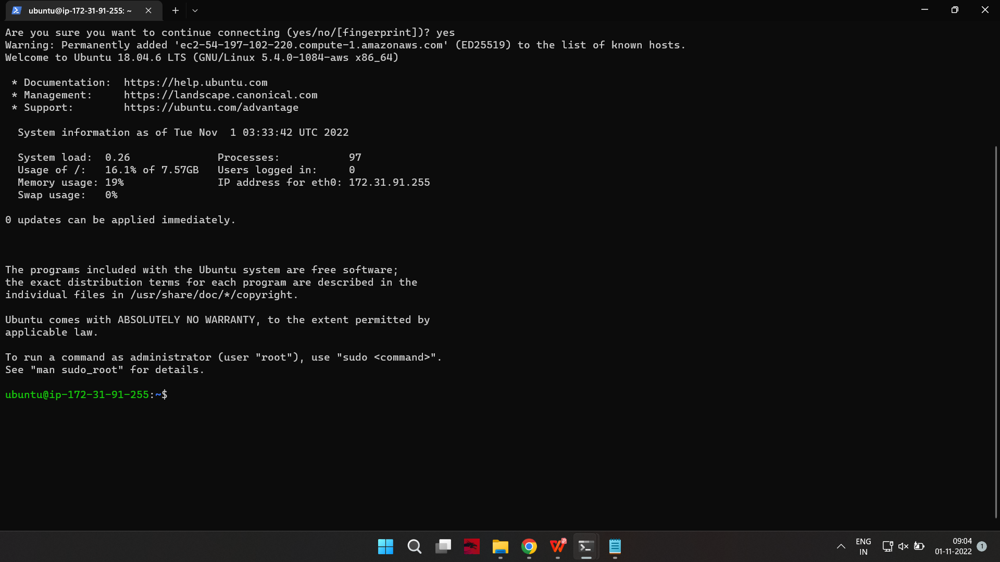 ubuntu@ip-172-31-91-255: ~
Are you sure you want to continue connecting (yes/no/[fingerprint])? yes
Warning: Permanently added 'ec2-54-197-102-220.compute-1.amazonaws.com' (ED25519) to the list of known hosts.
Welcome to Ubuntu 18.04.6 LTS (GNU/Linux 5.4.0-1084-aws x86_64)

 * Documentation:  https://help.ubuntu.com
 * Management:     https://landscape.canonical.com
 * Support:        https://ubuntu.com/advantage

  System information as of Tue Nov  1 03:33:42 UTC 2022

  System load:  0.26              Processes:           97
  Usage of /:   16.1% of 7.57GB   Users logged in:     0
  Memory usage: 19%               IP address for eth0: 172.31.91.255
  Swap usage:   0%

0 updates can be applied immediately.

The programs included with the Ubuntu system are free software;
the exact distribution terms for each program are described in the
individual files in /usr/share/doc/*/copyright.

Ubuntu comes with ABSOLUTELY NO WARRANTY, to the extent permitted by
applicable law.

To run a command as administrator (user "root"), use "sudo <command>".
See "man sudo_root" for details.

ubuntu@ip-172-31-91-255:~$
ENG
IN
09:04
01-11-2022
1